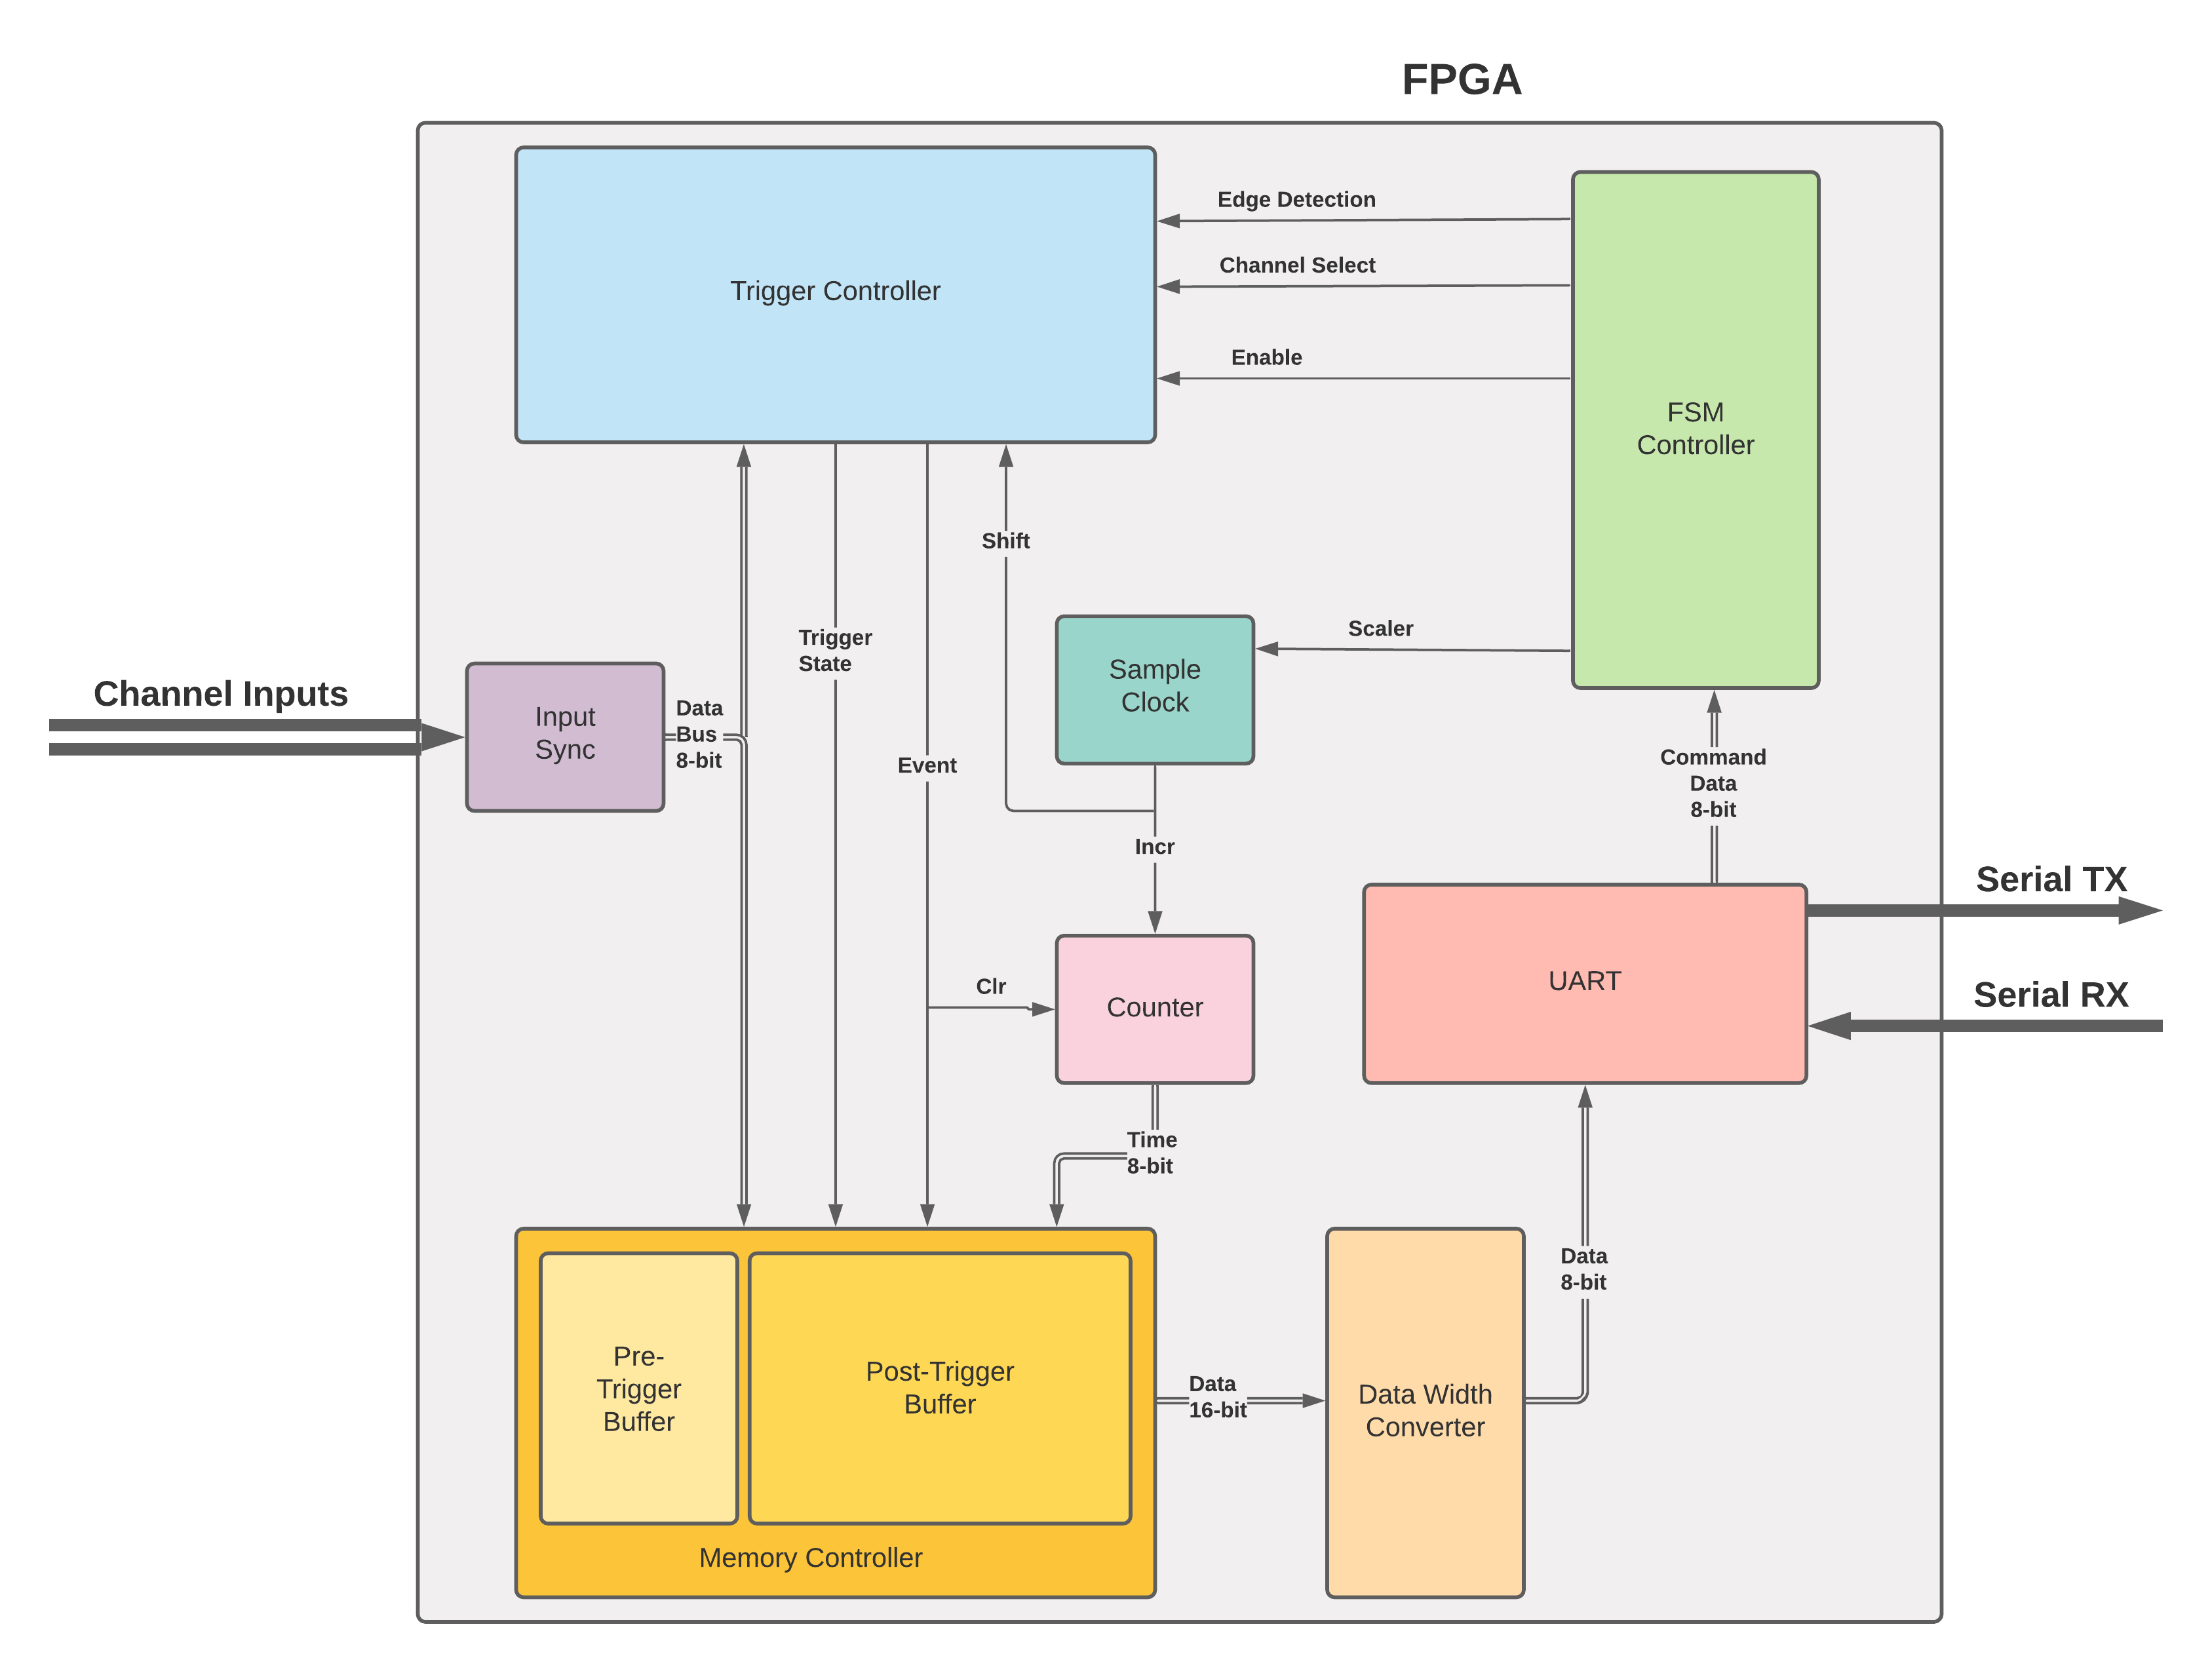 FPGA
Edge Detection
Channel Select
Trigger Controller
Enable
FSM
Controller
Shift
Scaler
Trigger
State
Sample
Clock
Channel Inputs
Input
Sync
Data
Bus
8-bit
Event
Command
Data
8-bit
Incr
Serial TX
Clr
Counter
UART
Serial RX
Time
8-bit
Data
8-bit
Pre-
Trigger
Buffer
Post-Trigger
Buffer
Data
16-bit
Data Width
Converter
Memory Controller